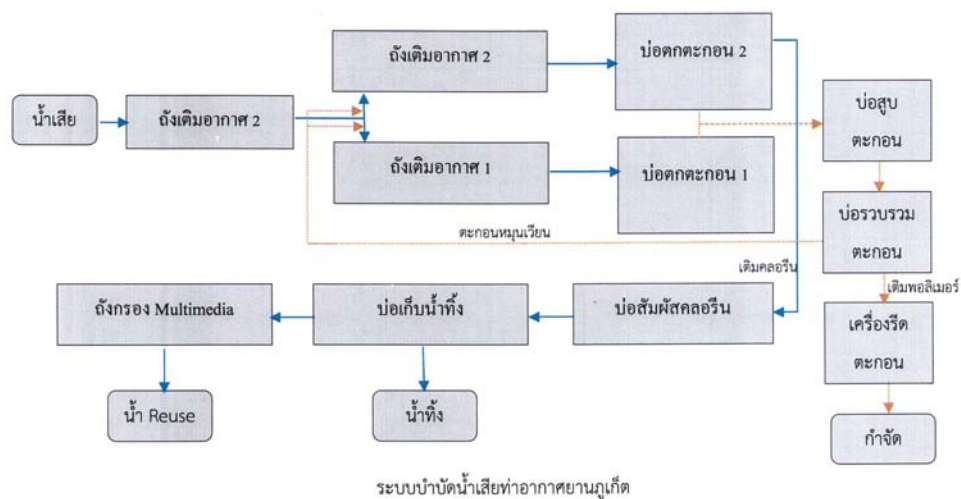 ถังเติมอากาศ 2
บ่อตกตะกอน 2
น้ำเสีย
ถังเติมอากาศ 2
บ่อสูบ
ตะกอน
ถังเติมอากาศ 1
บ่อตกตะกอน 1
ตะกอนหมุนเวียน
บ่อรวบรวม
ตะกอน
เติมคลอรีน
เติมพอลิเมอร์
ถังกรอง Multimedia
บ่อเก็บน้ำทิ้ง
บ่อสัมผัสคลอรีน
เครื่องรีด
ตะกอน
น้ำ Reuse
น้ำทิ้ง
กำจัด
ระบบบำบัดน้ำเสียท่าอากาศยานภูเก็ต